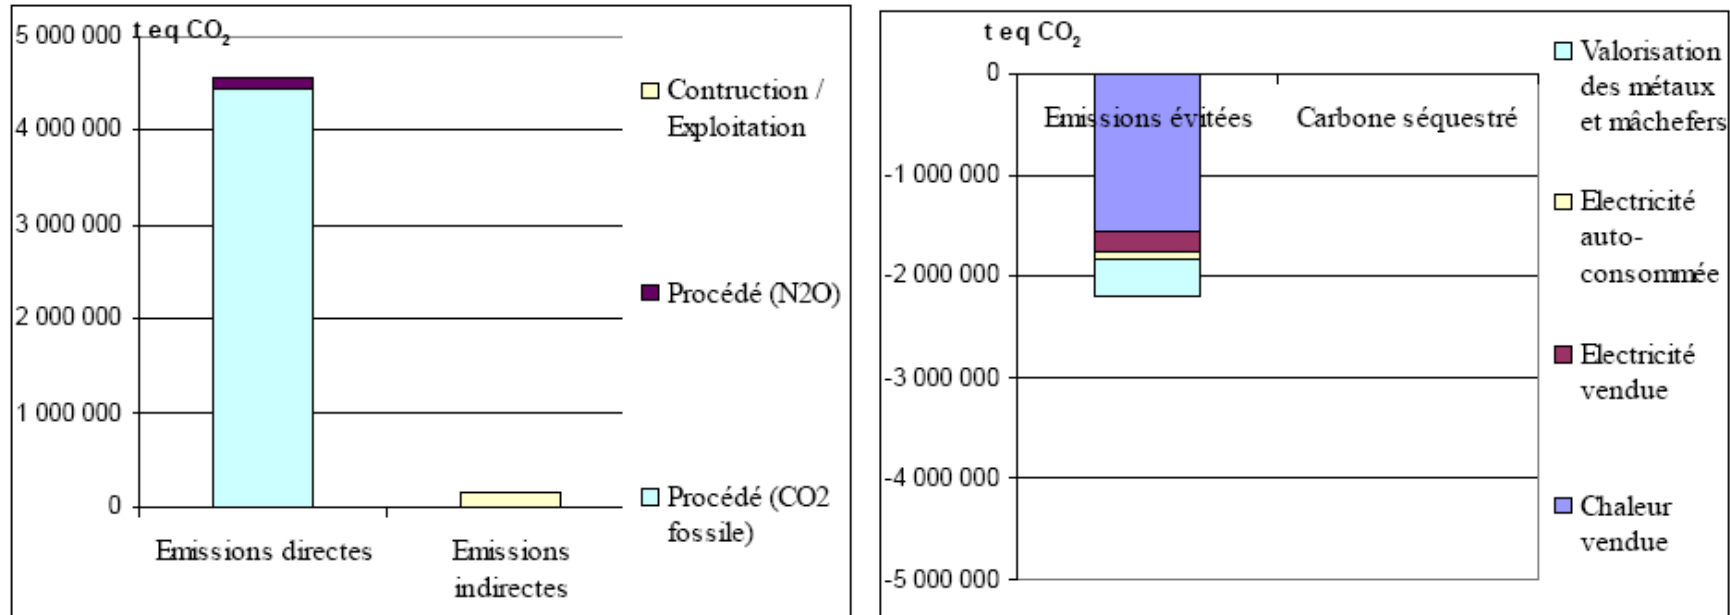 t eq CO₂
5 000 000
4 000 000
3 000 000
2 000 000
1 000 000
0
Emissions directes
Emissions
indirectes
Contruction /
Exploitation
Procédé (N2O)
Procédé (CO2
fossile)
t eq CO₂
0
-1 000 000
-2 000 000
-3 000 000
-4 000 000
-5 000 000
Emissions évitées
Carbone séquestré
Valorisation
des métaux
et mâchefers
Electricité
auto-
consommée
Electricité
vendue
Chaleur
vendue